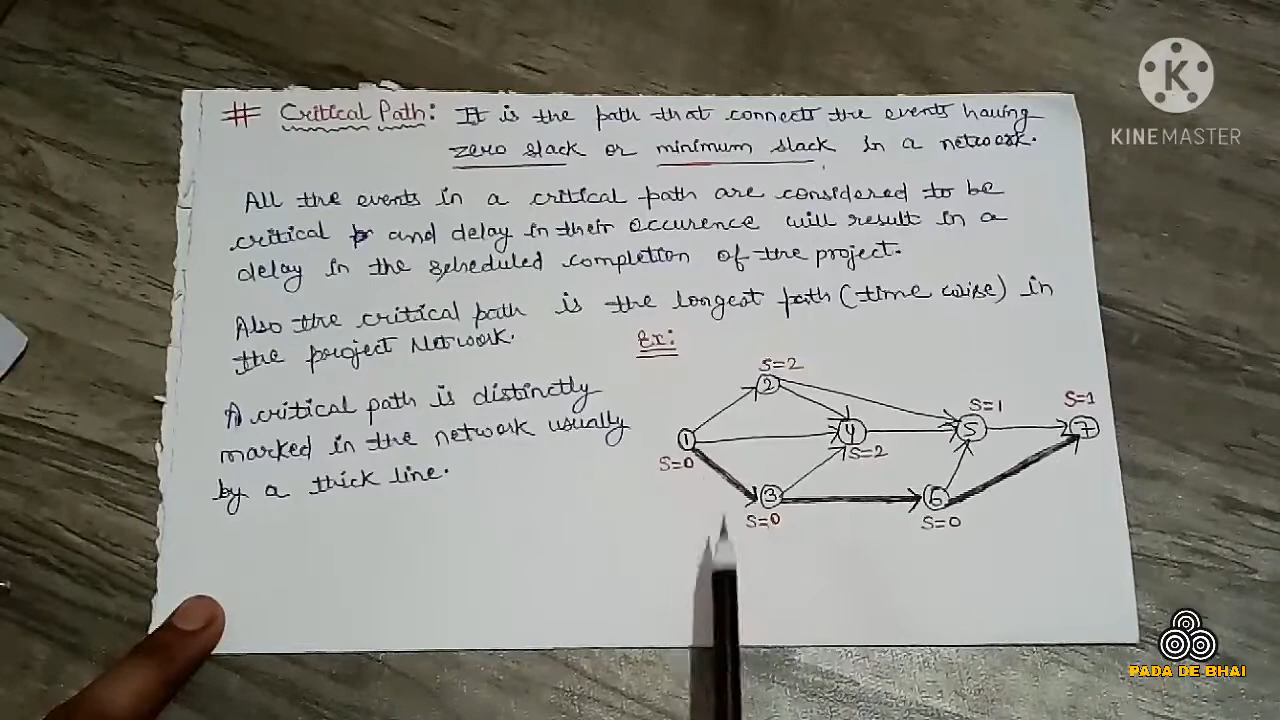 K
KINEMASTER
# Critical Path: It is the path that connects the events having
zero slack or minimum slack in a network.
All the events in a critical path are considered to be
critical and delay in their occurence will result in a
delay in the scheduled completion of the project.
Also the critical path is the longest path (time wise) in
the project Network.
Ex:
A critical path is distinctly
marked in the network usually
by a thick line.
S=2
2
S=1
5
S=1
7
1
S=0
4
S=2
3
S=0
6
S=0
PADA DE BHAI